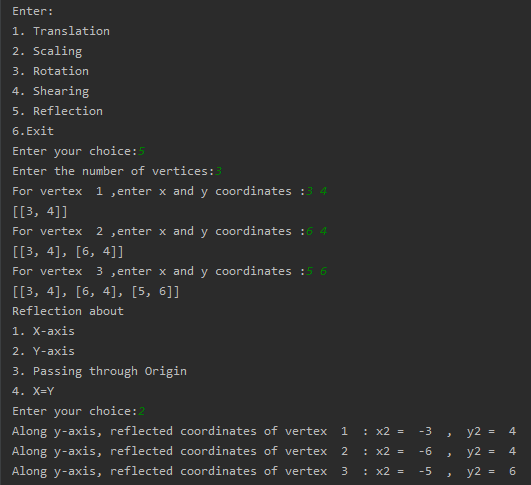 Enter:
1. Translation
2. Scaling
3. Rotation
4. Shearing
5. Reflection
6.Exit
Enter your choice:5
Enter the number of vertices:3
For vertex  1 ,enter x and y coordinates :3 4
[[3, 4]]
For vertex  2 ,enter x and y coordinates :6 4
[[3, 4], [6, 4]]
For vertex  3 ,enter x and y coordinates :5 6
[[3, 4], [6, 4], [5, 6]]
Reflection about
1. X-axis
2. Y-axis
3. Passing through Origin
4. X=Y
Enter your choice:2
Along y-axis, reflected coordinates of vertex  1  : x2 =  -3  ,  y2 =  4
Along y-axis, reflected coordinates of vertex  2  : x2 =  -6  ,  y2 =  4
Along y-axis, reflected coordinates of vertex  3  : x2 =  -5  ,  y2 =  6